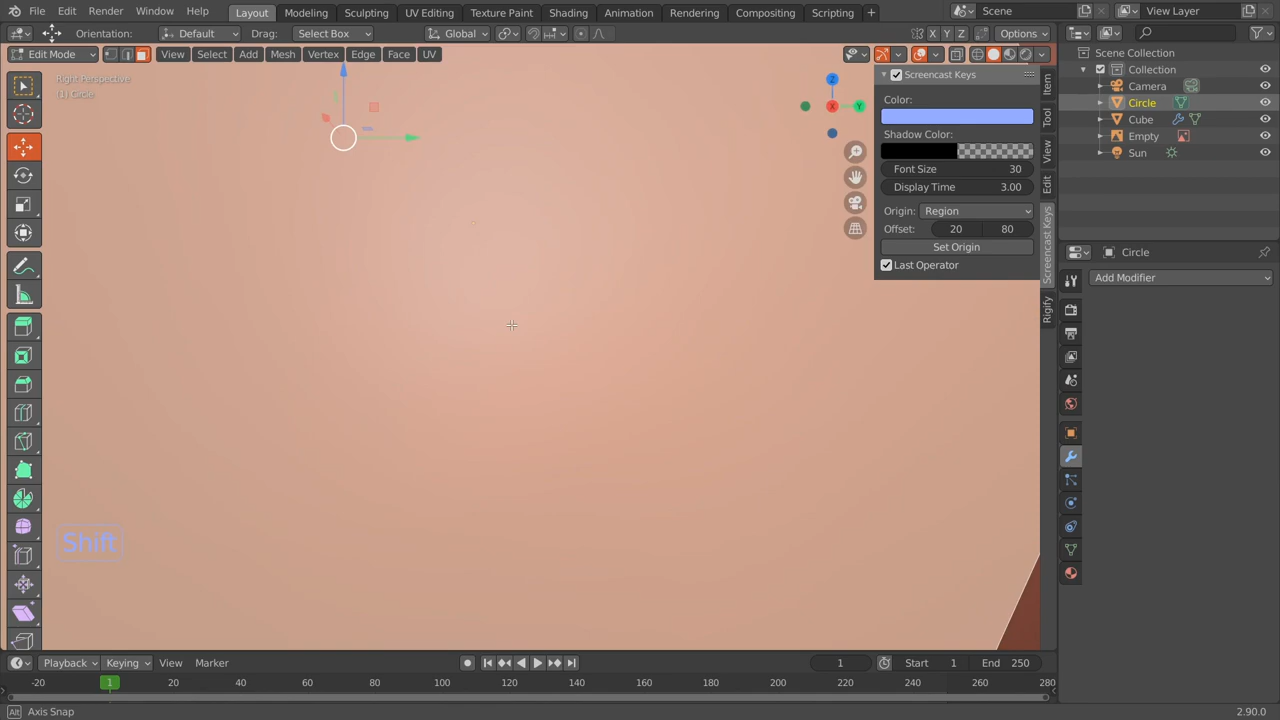 File Edit Render Window Help Layout Modeling Sculpting UV Editing Texture Paint Shading Animation Rendering Compositing Scripting + Scene View Layer
Orientation: Default Drag: Select Box Global X Y Z Options
Edit Mode View Select Add Mesh Vertex Edge Face UV
Right Perspective
(1) Circle
Z
X
Y
Screencast Keys
Color:
Shadow Color:
Font Size 30
Display Time 3.00
Origin: Region
Offset: 20 80
Set Origin
Last Operator
Item
Tool
View
Edit
Screencast Keys
Rigify
Scene Collection
Collection
Camera
Circle
Cube
Empty
Sun
Circle
Add Modifier
Shift
Playback Keying View Marker 1 Start 1 End 250
-20 1 20 40 60 80 100 120 140 160 180 200 220 240 260 280
Alt Axis Snap 2.90.0